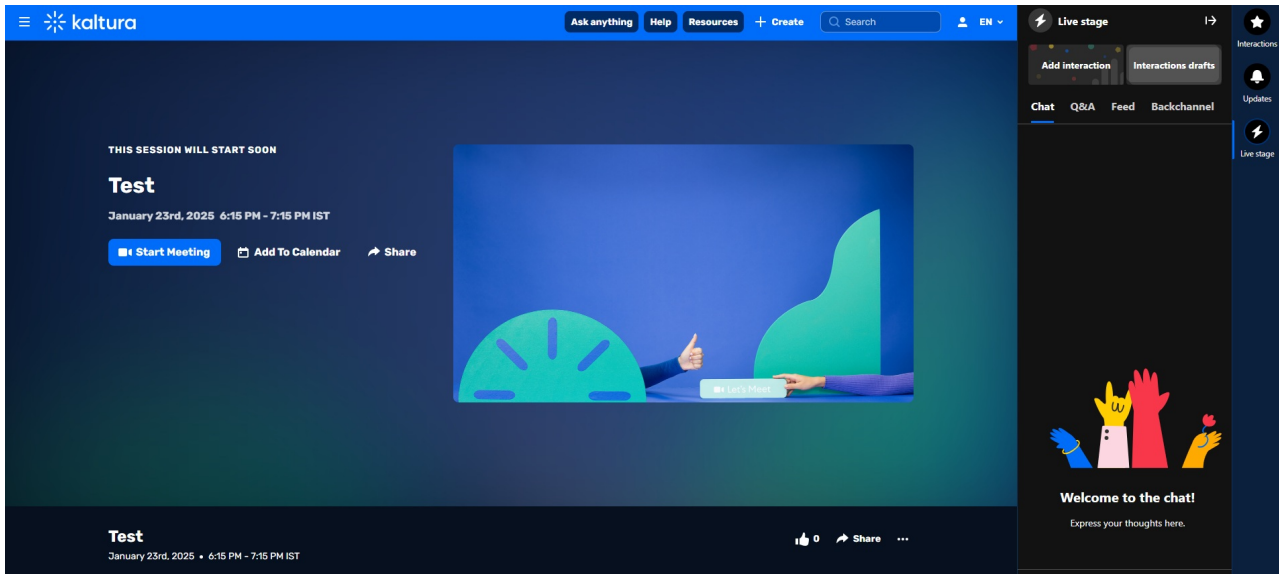 kaltura
Ask anything Help Resources + Create Search EN
THIS SESSION WILL START SOON
Test
January 23rd, 2025 6:15 PM - 7:15 PM IST
Start Meeting Add To Calendar Share
Let's Meet
Test
January 23rd, 2025 • 6:15 PM - 7:15 PM IST
0 Share ...
Live stage
Add interaction Interactions drafts
Chat Q&A Feed Backchannel
Welcome to the chat!
Express your thoughts here.
Interactions
Updates
Live stage